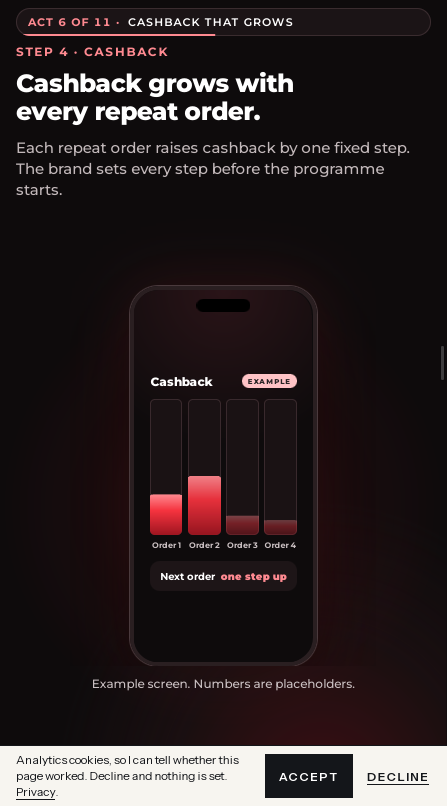 ACT 6 OF 11 · CASHBACK THAT GROWS
STEP 4 · CASHBACK
Cashback grows with
every repeat order.
Each repeat order raises cashback by one fixed step.
The brand sets every step before the programme
starts.
Cashback EXAMPLE
Order 1 Order 2 Order 3 Order 4
Next order one step up
Example screen. Numbers are placeholders.
Analytics cookies, so I can tell whether this
page worked. Decline and nothing is set.
Privacy.
ACCEPT DECLINE